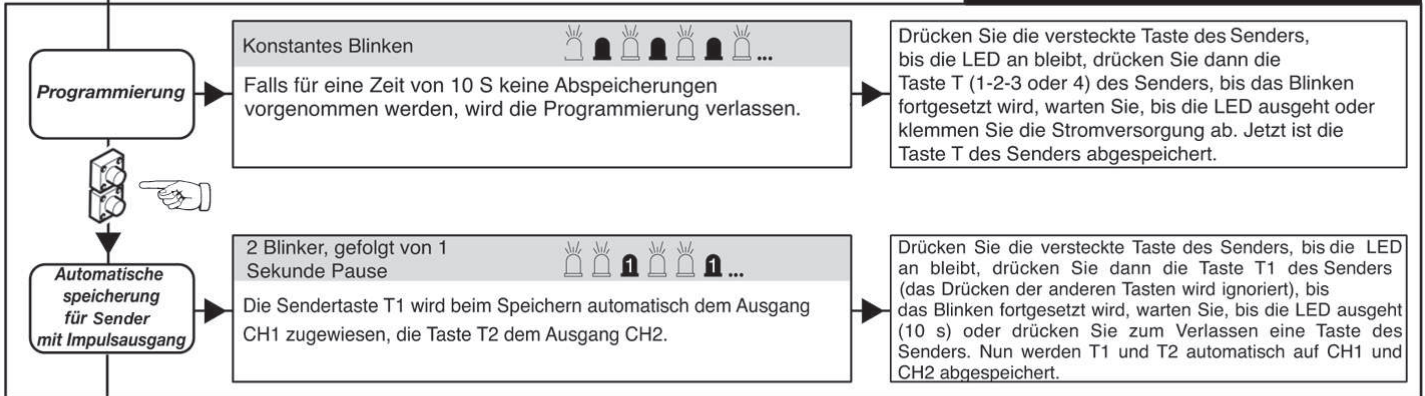 Programmierung
Konstantes Blinken ...
Falls für eine Zeit von 10 S keine Abspeicherungen
vorgenommen werden, wird die Programmierung verlassen.
Drücken Sie die versteckte Taste des Senders,
bis die LED an bleibt, drücken Sie dann die
Taste T (1-2-3 oder 4) des Senders, bis das Blinken
fortgesetzt wird, warten Sie, bis die LED ausgeht oder
klemmen Sie die Stromversorgung ab. Jetzt ist die
Taste T des Senders abgespeichert.
Automatische
speicherung
für Sender
mit Impulsausgang
2 Blinker, gefolgt von 1
Sekunde Pause
1 1 ...
Die Sendertaste T1 wird beim Speichern automatisch dem Ausgang
CH1 zugewiesen, die Taste T2 dem Ausgang CH2.
Drücken Sie die versteckte Taste des Senders, bis die LED
an bleibt, drücken Sie dann die Taste T1 des Senders
(das Drücken der anderen Tasten wird ignoriert), bis
das Blinken fortgesetzt wird, warten Sie, bis die LED ausgeht
(10 s) oder drücken Sie zum Verlassen eine Taste des
Senders. Nun werden T1 und T2 automatisch auf CH1 und
CH2 abgespeichert.